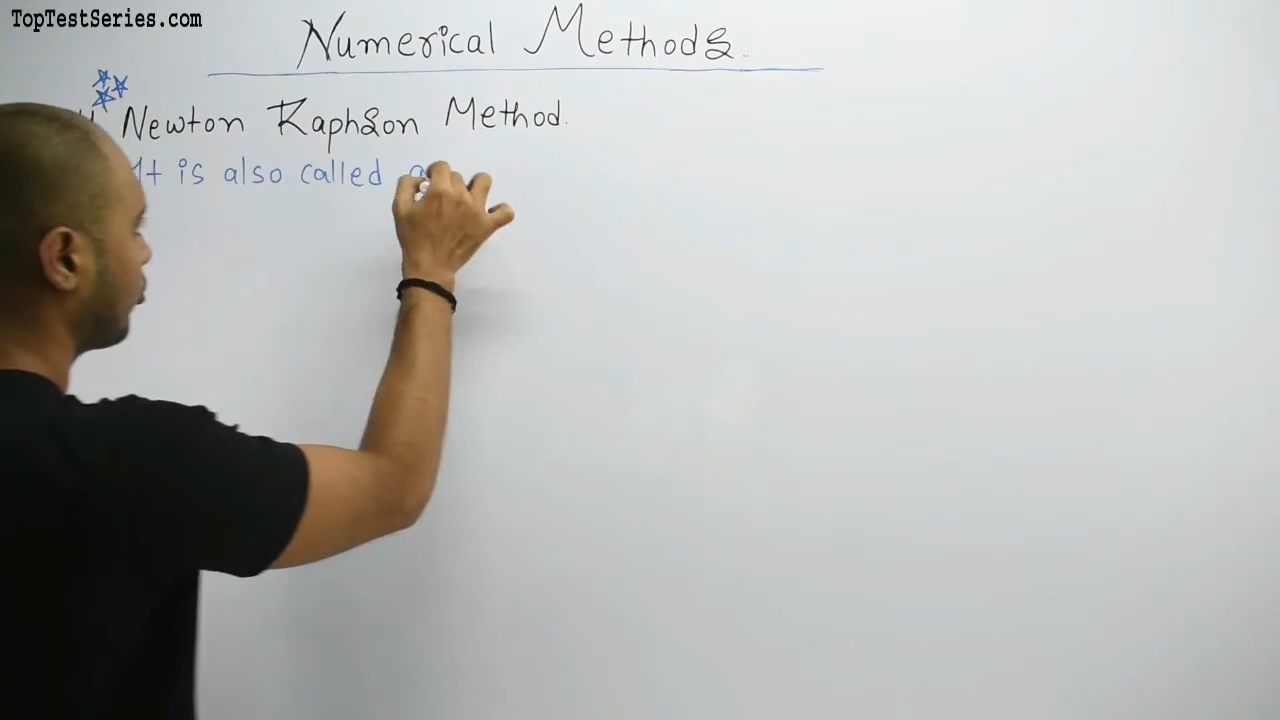 TopTestSeries.com
Numerical Methods.
Newton Raphson Method.
It is also called